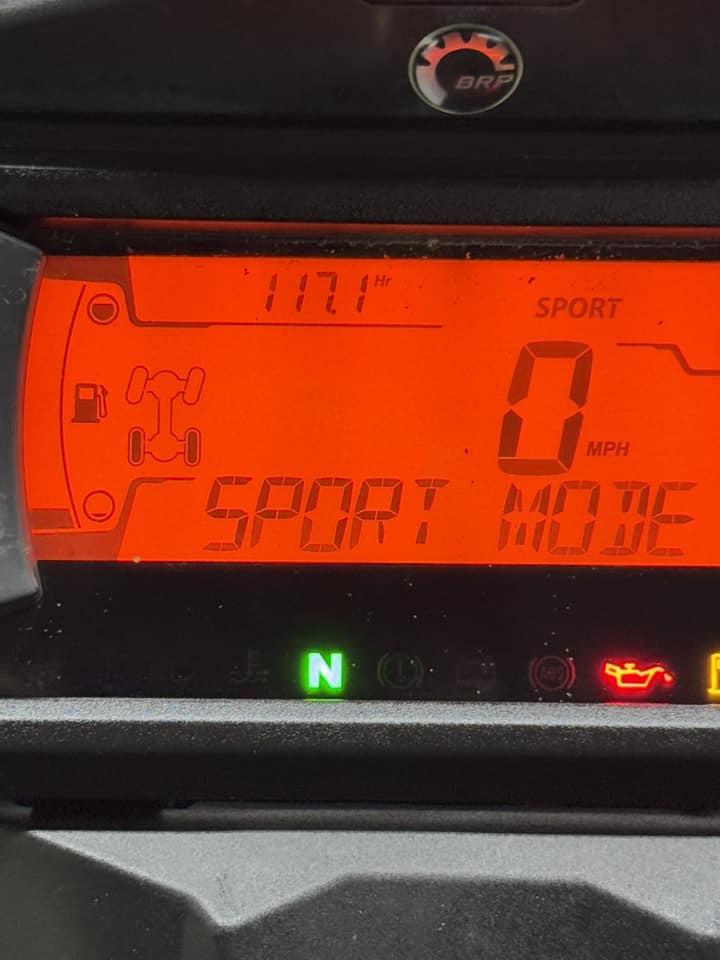 BRP
117.1 Hr
SPORT
0 MPH
SPORT MODE
N